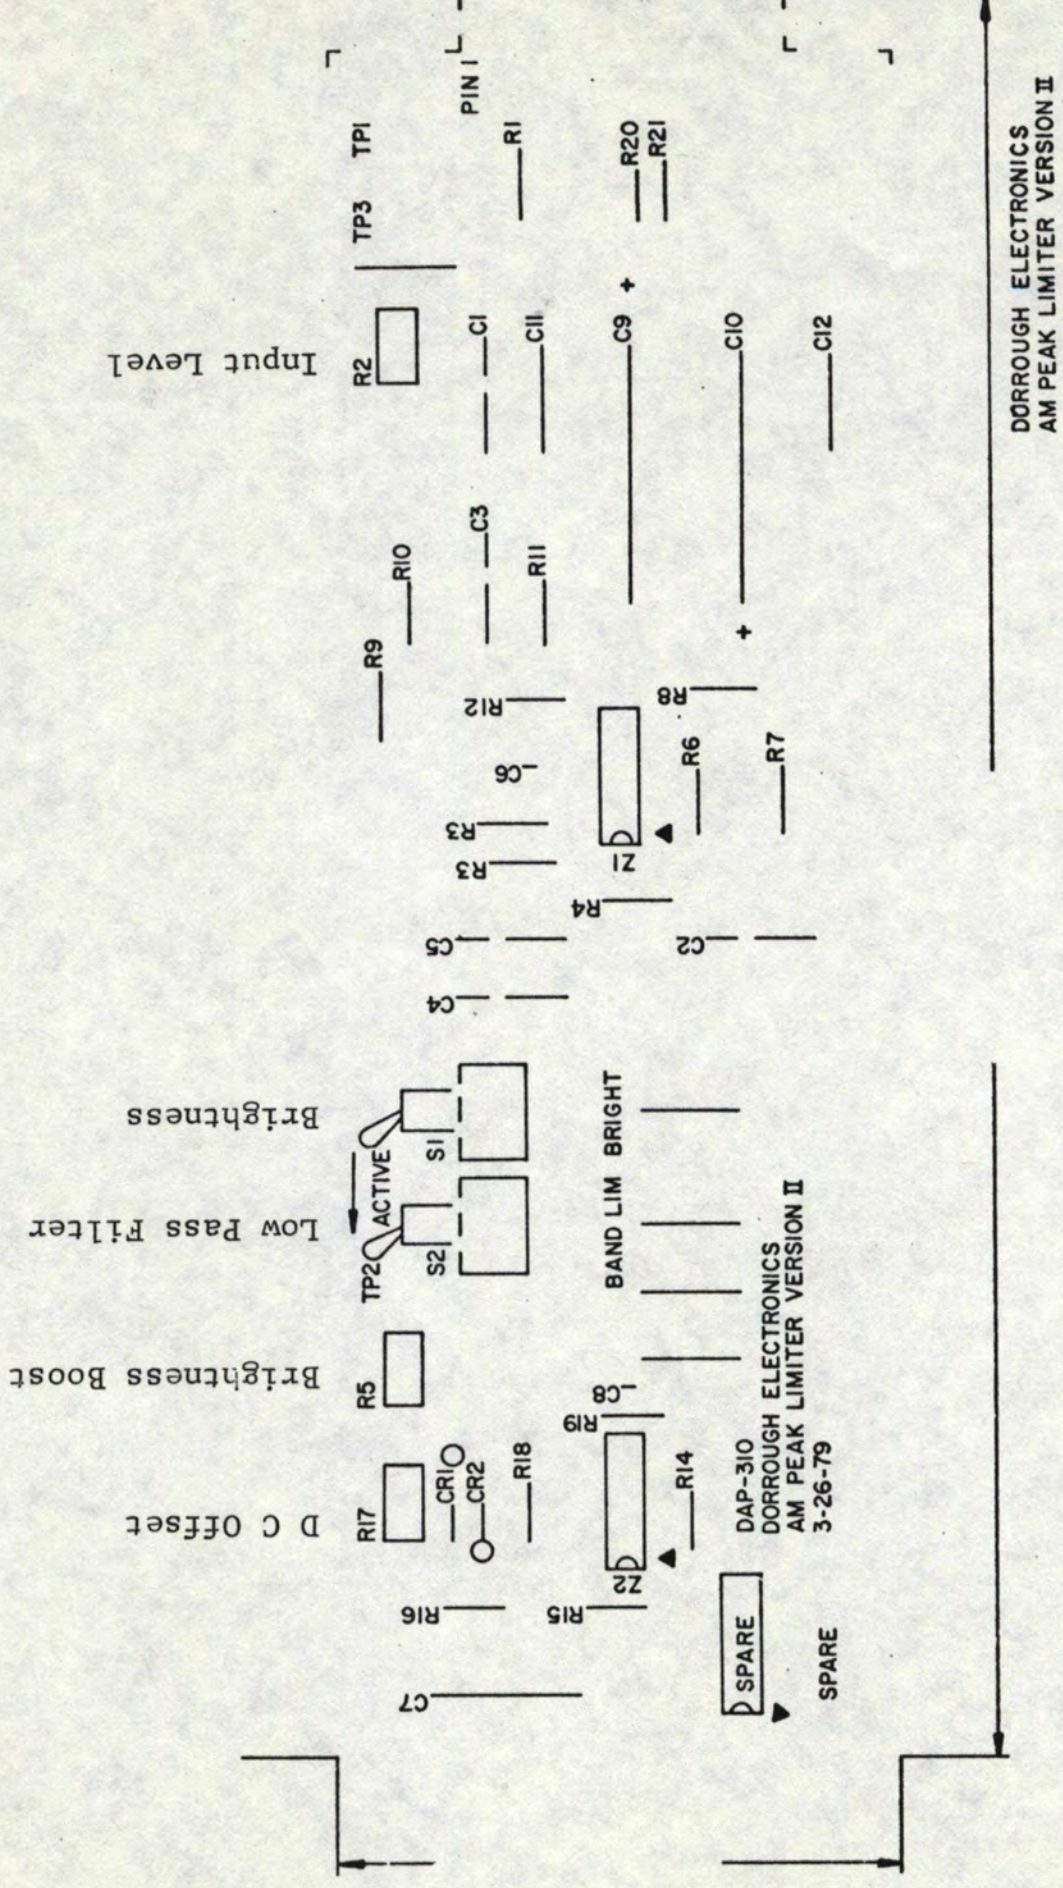 Input Level
Brightness
Low Pass Filter
Brightness Boost
D C Offset
TP3 TP1
PIN 1
R1
R20
R21
R2
C1
C11
C9 +
C10
+
C12
C3
R10
R11
R9
R12
R8
C6
R6
R7
R3
R3
Z1
R4
C5
C2
C4
S1
ACTIVE
S2
TP2
BAND LIM BRIGHT
R5
C8
R19
R17
CR1
CR2
R18
R14
Z2
R16
R15
C7
DAP-310
DORROUGH ELECTRONICS
AM PEAK LIMITER VERSION II
3-26-79
SPARE
SPARE
DORROUGH ELECTRONICS
AM PEAK LIMITER VERSION II